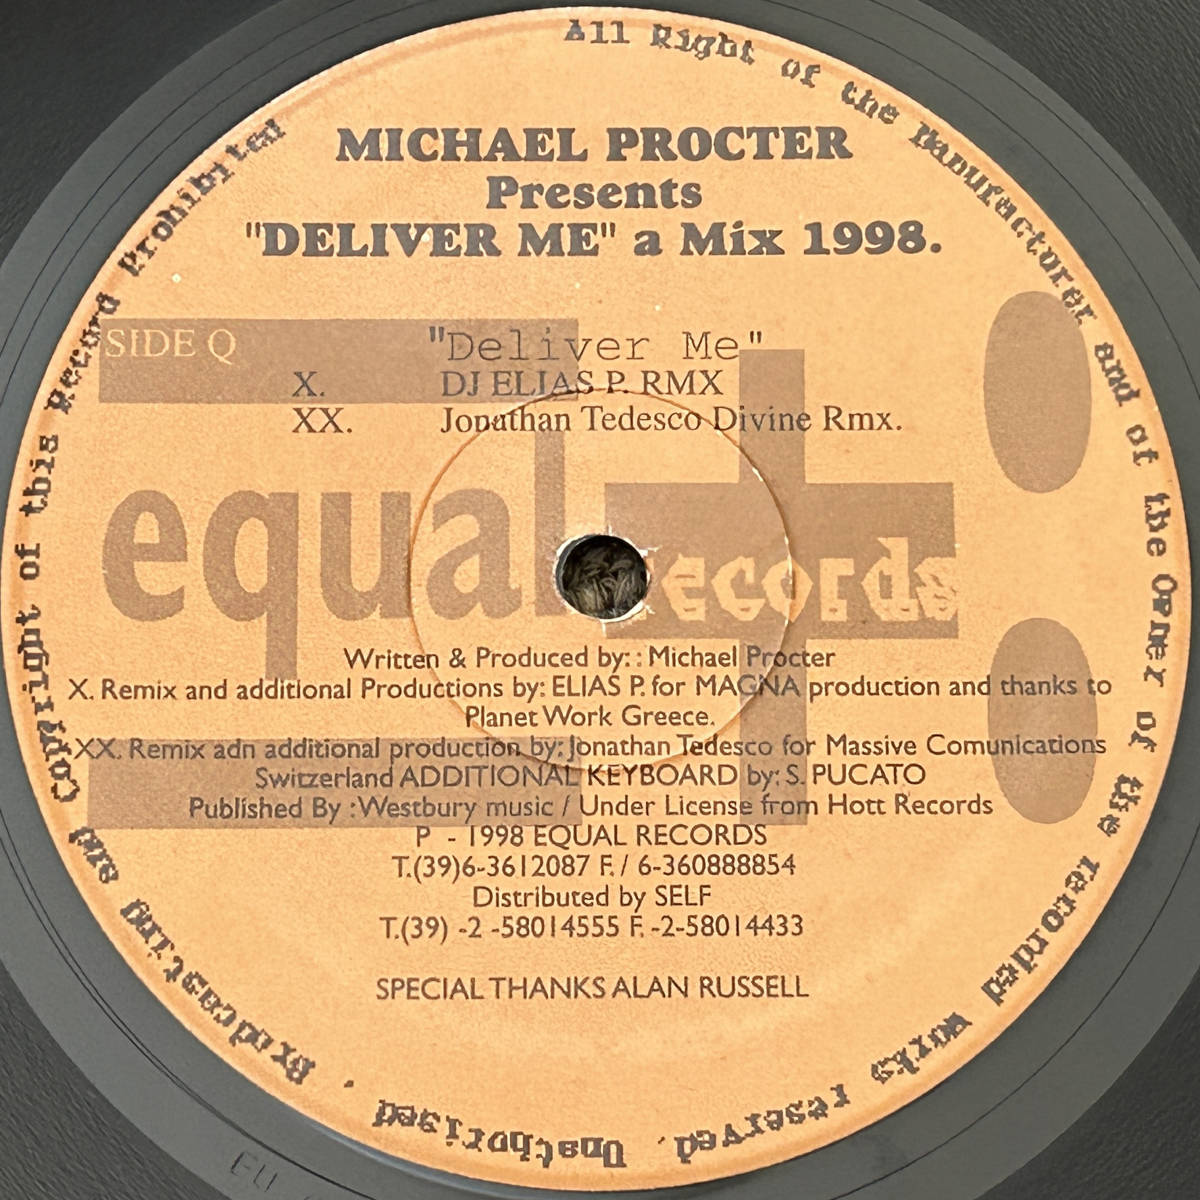 All Right of the Manufacturer and of the Owner of the recorded works reserved. Unathorised Brodcasting and Copyright of this Record Prohibited
MICHAEL PROCTER
Presents
"DELIVER ME" a Mix 1998.
SIDE Q
"Deliver Me"
X. DJ ELIAS P. RMX
XX. Jonathan Tedesco Divine Rmx.
equal
records
Written & Produced by: : Michael Procter
X. Remix and additional Productions by: ELIAS P. for MAGNA production and thanks to
Planet Work Greece.
XX. Remix adn additional production by: Jonathan Tedesco for Massive Comunications
Switzerland ADDITIONAL KEYBOARD by: S. PUCATO
Published By :Westbury music / Under License from Hott Records
P - 1998 EQUAL RECORDS
T.(39)6-3612087 F. / 6-360888854
Distributed by SELF
T.(39) -2 -58014555 F. -2-58014433
SPECIAL THANKS ALAN RUSSELL